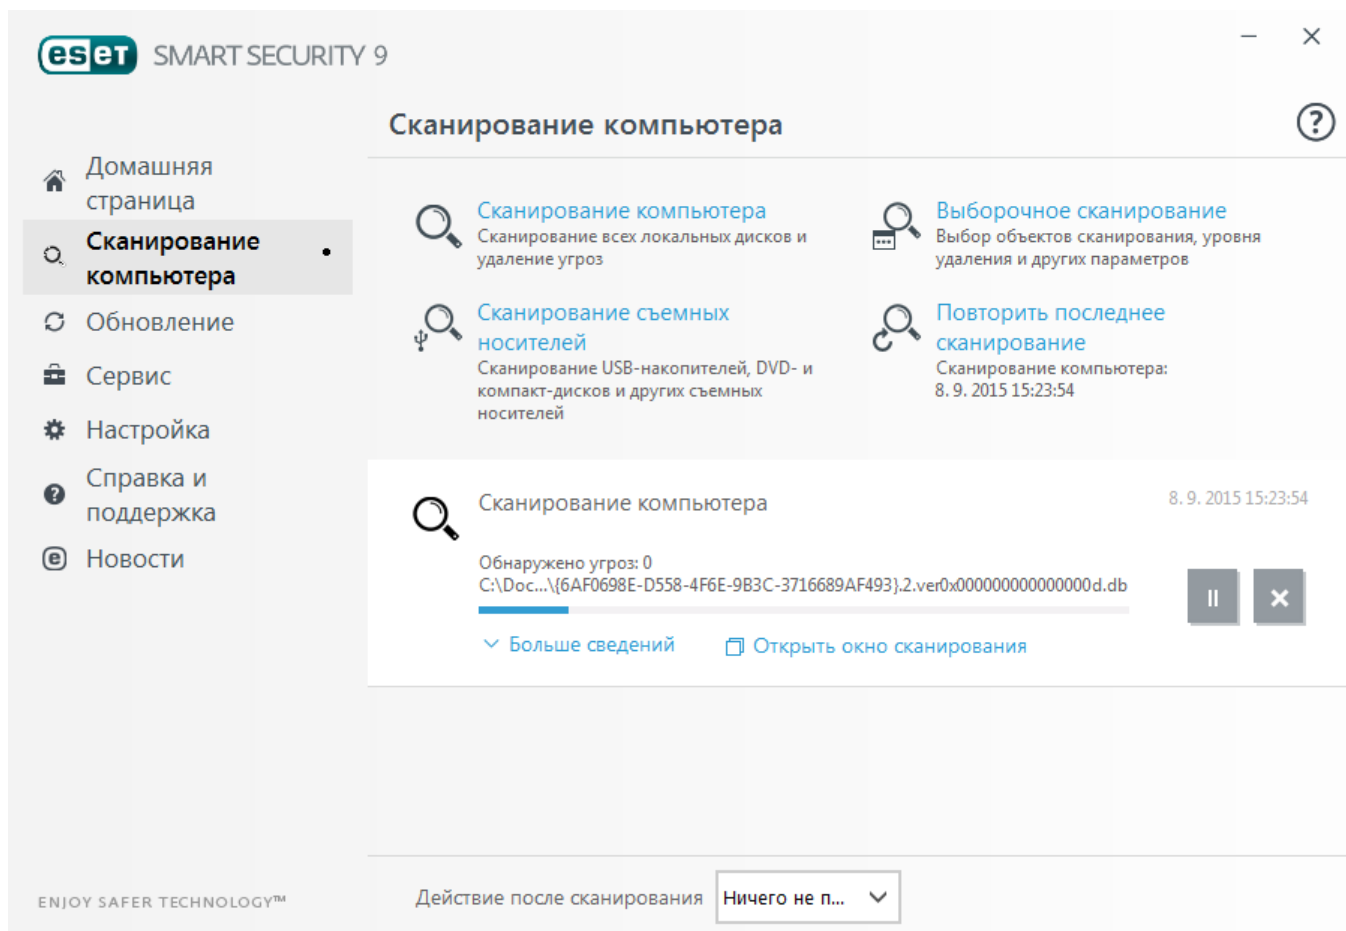 eset SMART SECURITY 9
Сканирование компьютера
?
Домашняя
страница
Сканирование
компьютера
Обновление
Сервис
Настройка
Справка и
поддержка
Новости
Сканирование компьютера
Сканирование всех локальных дисков и
удаление угроз
Выборочное сканирование
Выбор объектов сканирования, уровня
удаления и других параметров
Сканирование съемных
носителей
Сканирование USB-накопителей, DVD- и
компакт-дисков и других съемных
носителей
Повторить последнее
сканирование
Сканирование компьютера:
8. 9. 2015 15:23:54
Сканирование компьютера
8. 9. 2015 15:23:54
Обнаружено угроз: 0
C:\Doc...\{6AF0698E-D558-4F6E-9B3C-3716689AF493}.2.ver0x000000000000000d.db
Больше сведений
Открыть окно сканирования
Действие после сканирования
Ничего не п...
ENJOY SAFER TECHNOLOGY™